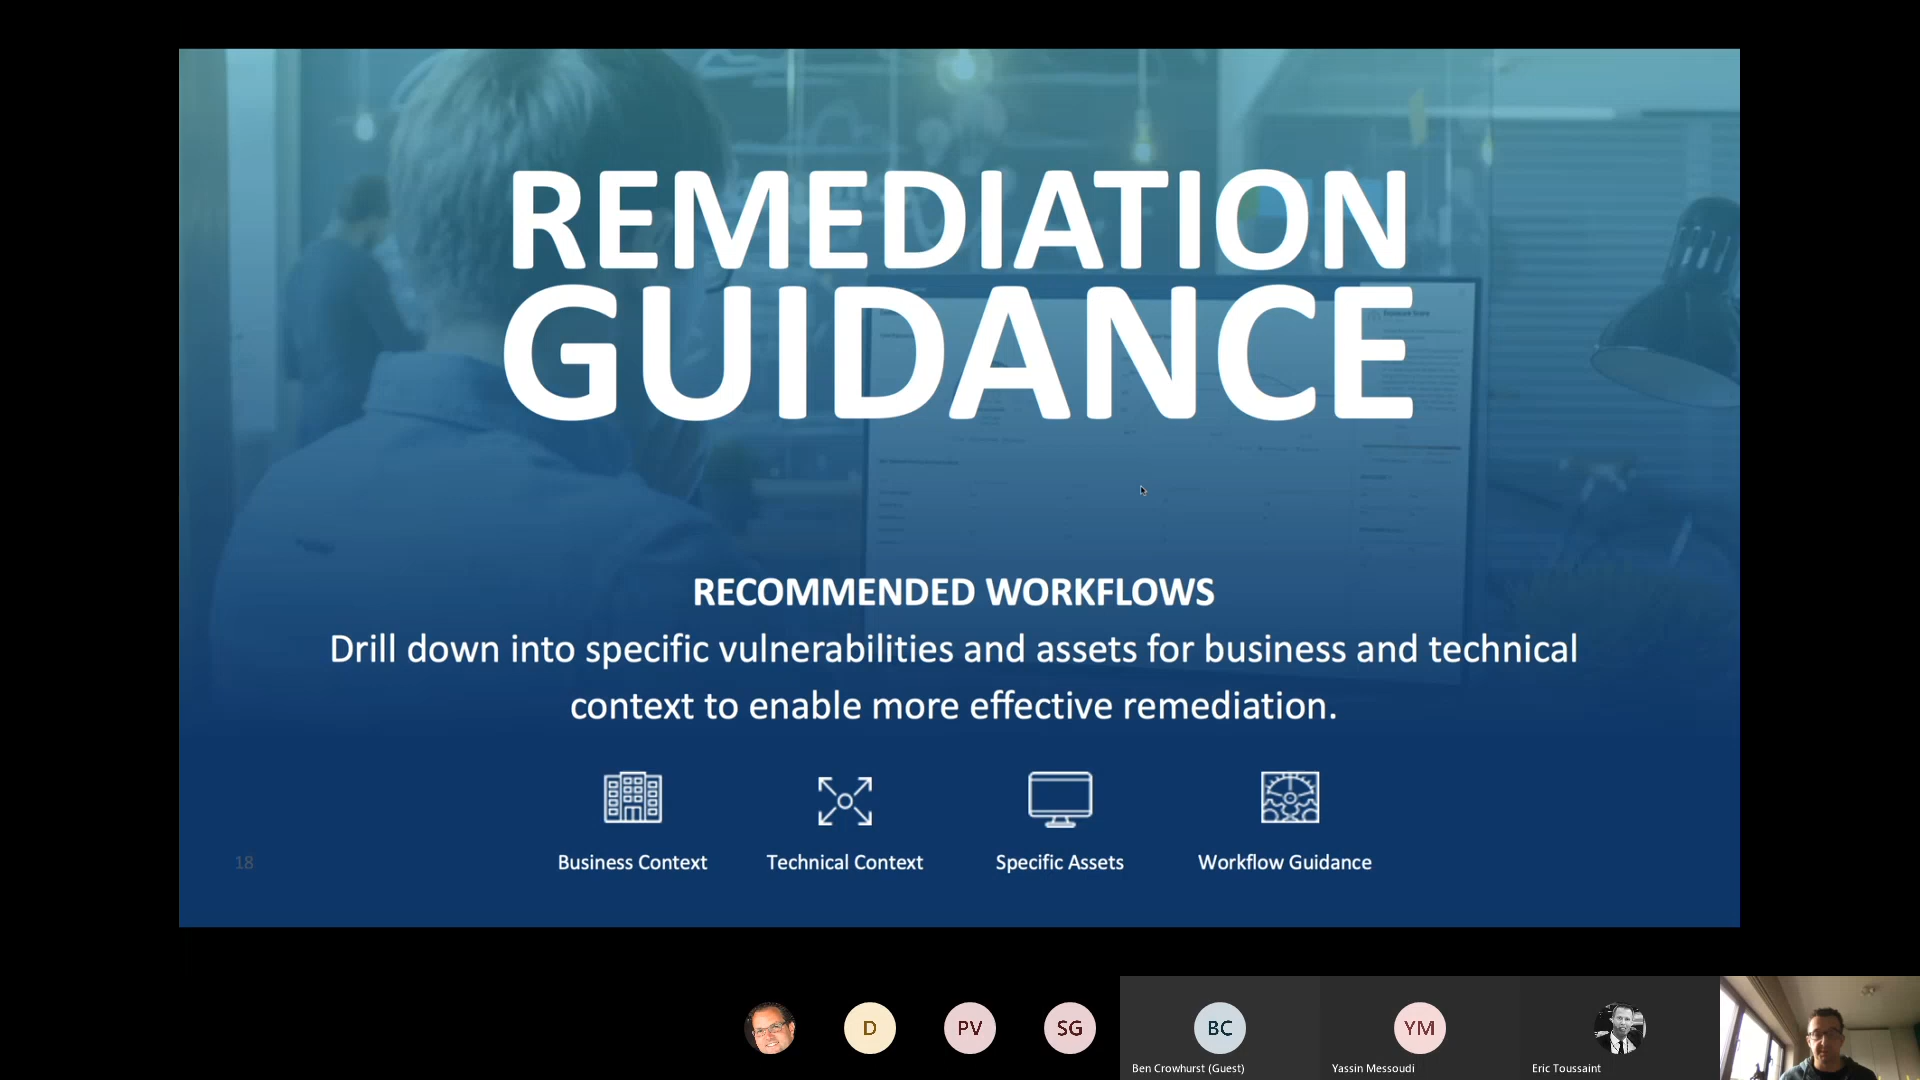 REMEDIATION
GUIDANCE
RECOMMENDED WORKFLOWS
Drill down into specific vulnerabilities and assets for business and technical
context to enable more effective remediation.
Business Context
Technical Context
Specific Assets
Workflow Guidance
18
D
PV
SG
BC
YM
Ben Crowhurst (Guest)
Yassin Messoudi
Eric Toussaint